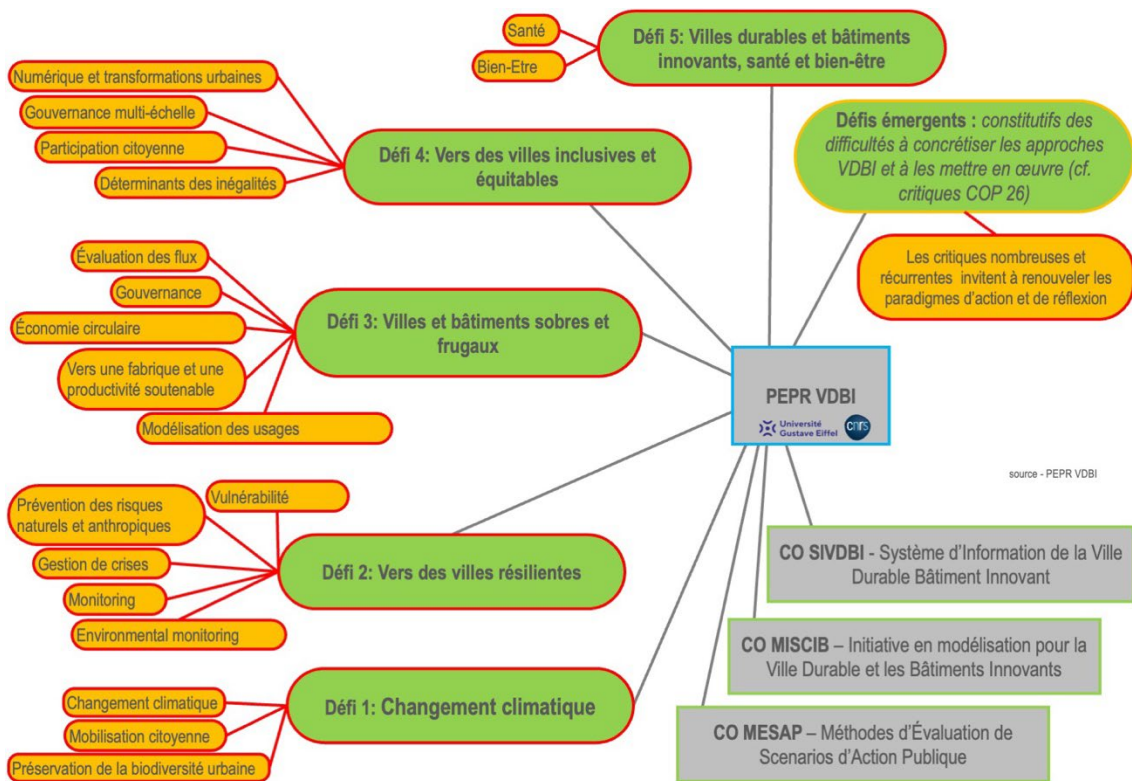 Santé
Bien-Etre
Défi 5: Villes durables et bâtiments
innovants, santé et bien-être
Numérique et transformations urbaines
Gouvernance multi-échelle
Participation citoyenne
Déterminants des inégalités
Défi 4: Vers des villes inclusives et
équitables
Défis émergents : constitutifs des
difficultés à concrétiser les approches
VDBI et à les mettre en œuvre (cf.
critiques COP 26)
Les critiques nombreuses et
récurrentes invitent à renouveler les
paradigmes d'action et de réflexion
Évaluation des flux
Gouvernance
Économie circulaire
Vers une fabrique et une
productivité soutenable
Modélisation des usages
Défi 3: Villes et bâtiments sobres et
frugaux
PEPR VDBI
Université
Gustave Eiffel
cnrs
source - PEPR VDBI
Vulnérabilité
Prévention des risques
naturels et anthropiques
Gestion de crises
Monitoring
Environmental monitoring
Défi 2: Vers des villes résilientes
CO SIVDBI - Système d'Information de la Ville
Durable Bâtiment Innovant
CO MISCIB – Initiative en modélisation pour la
Ville Durable et les Bâtiments Innovants
CO MESAP – Méthodes d'Évaluation de
Scenarios d'Action Publique
Changement climatique
Mobilisation citoyenne
Préservation de la biodiversité urbaine
Défi 1: Changement climatique